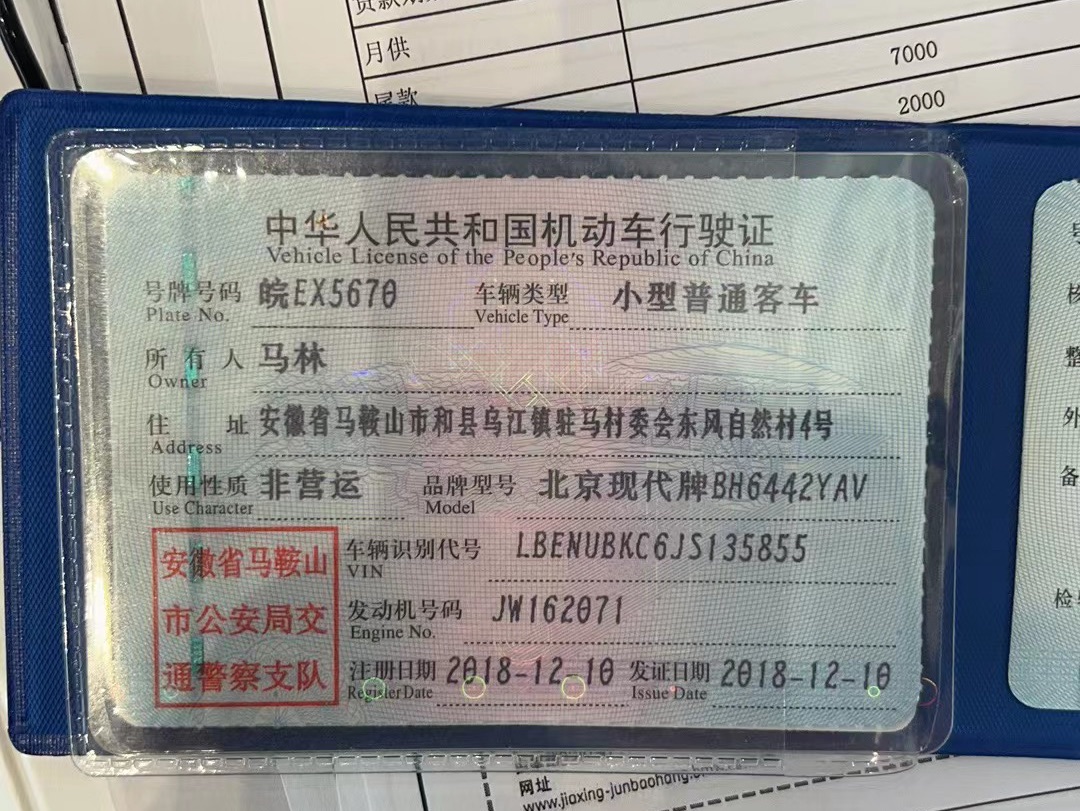 月供 7000
尾款 2000
中华人民共和国机动车行驶证
Vehicle License of the People's Republic of China
号牌号码 皖EX5670 车辆类型 小型普通客车
Plate No. Vehicle Type
所有人 马林
Owner
住址 安徽省马鞍山市和县乌江镇驻马村委会东风自然村4号
Address
使用性质 非营运 品牌型号 北京现代牌BH6442YAV
Use Character Model
安徽省马鞍山
市公安局交
通警察支队
车辆识别代号 LBENUBKC6JS135855
VIN
发动机号码 JW162071
Engine No.
注册日期 2018-12-10 发证日期 2018-12-10
Register Date Issue Date
网址
www.jiaxing-junbaohang.